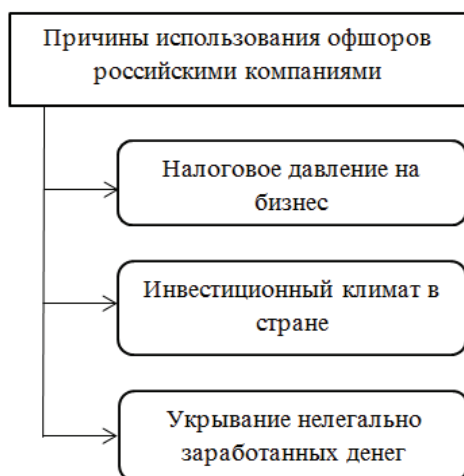 Причины использования офшоров
российскими компаниями
Налоговое давление на
бизнес
Инвестиционный климат в
стране
Укрывание нелегально
заработанных денег